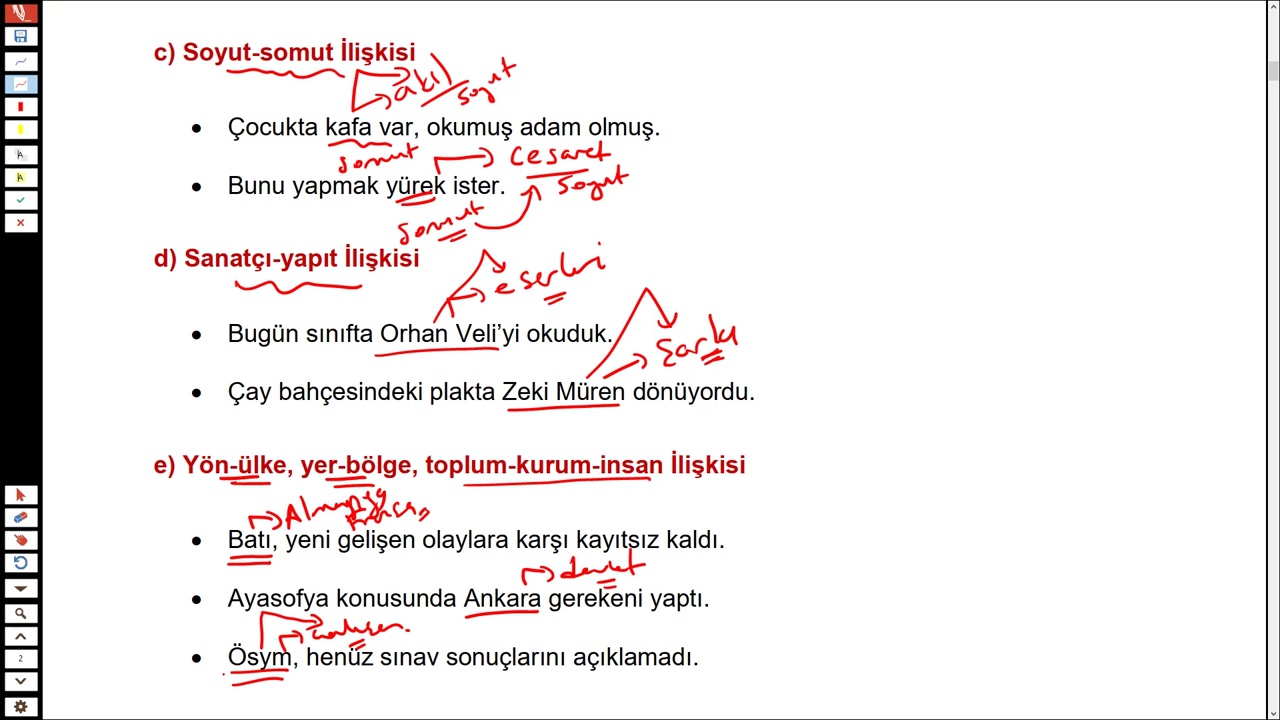 c) Soyut-somut İlişkisi
akıl
soyut
Çocukta kafa var, okumuş adam olmuş.
somut
cesaret
Bunu yapmak yürek ister.
soyut
somut
d) Sanatçı-yapıt İlişkisi
eserleri
Bugün sınıfta Orhan Veli’yi okuduk.
şarkı
Çay bahçesindeki plakta Zeki Müren dönüyordu.
e) Yön-ülke, yer-bölge, toplum-kurum-insan İlişkisi
Almanya
Batı, yeni gelişen olaylara karşı kayıtsız kaldı.
devlet
Ayasofya konusunda Ankara gerekeni yaptı.
Ösym, henüz sınav sonuçlarını açıklamadı.
2